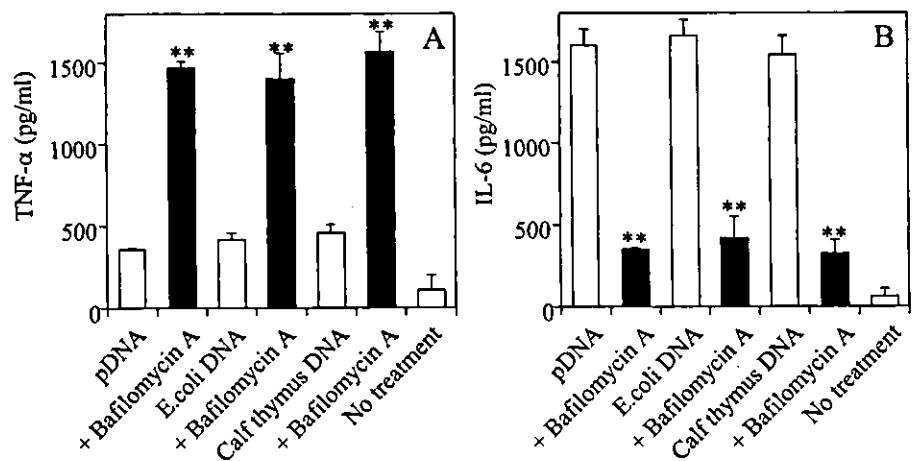 A
TNF-α (pg/ml)
1500
1000
500
0
**
**
**
pDNA
+ Bafilomycin A
E.coli DNA
+ Bafilomycin A
Calf thymus DNA
+ Bafilomycin A
No treatment
B
IL-6 (pg/ml)
1500
1000
500
0
**
**
**
pDNA
+ Bafilomycin A
E.coli DNA
+ Bafilomycin A
Calf thymus DNA
+ Bafilomycin A
No treatment